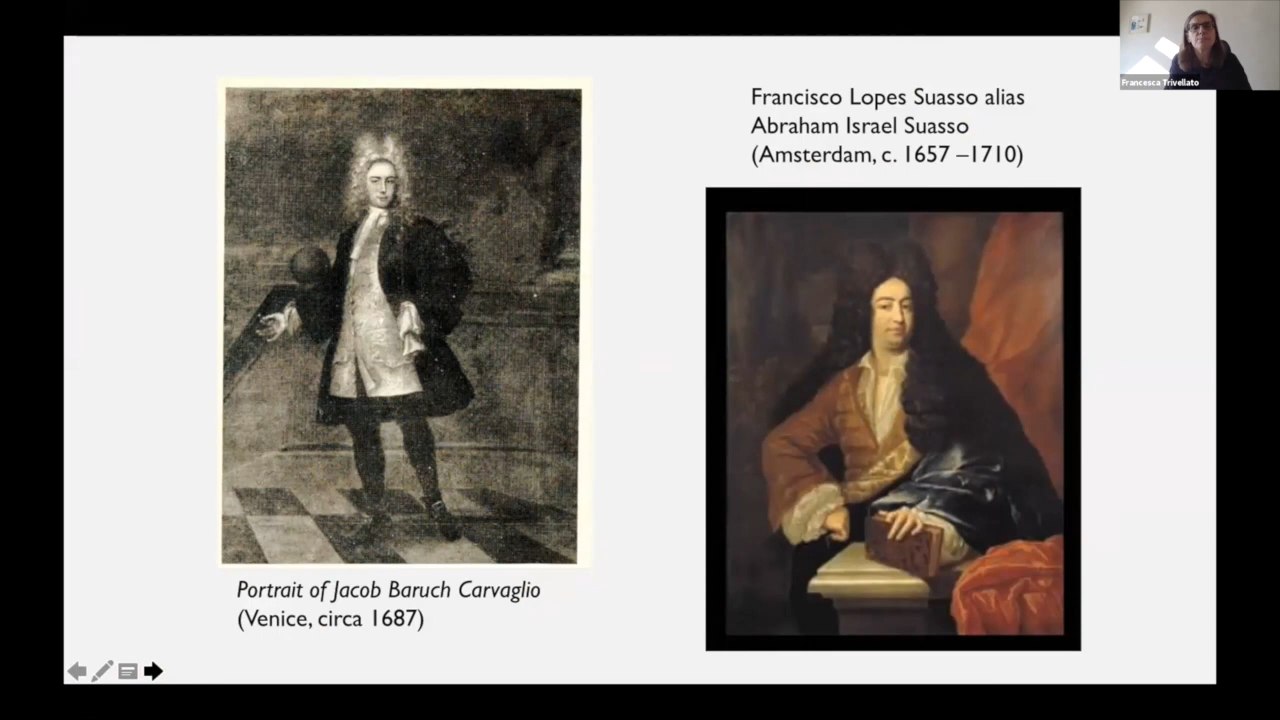 Francesca Trivellato
Francisco Lopes Suasso alias
Abraham Israel Suasso
(Amsterdam, c. 1657 –1710)
Portrait of Jacob Baruch Carvaglio
(Venice, circa 1687)